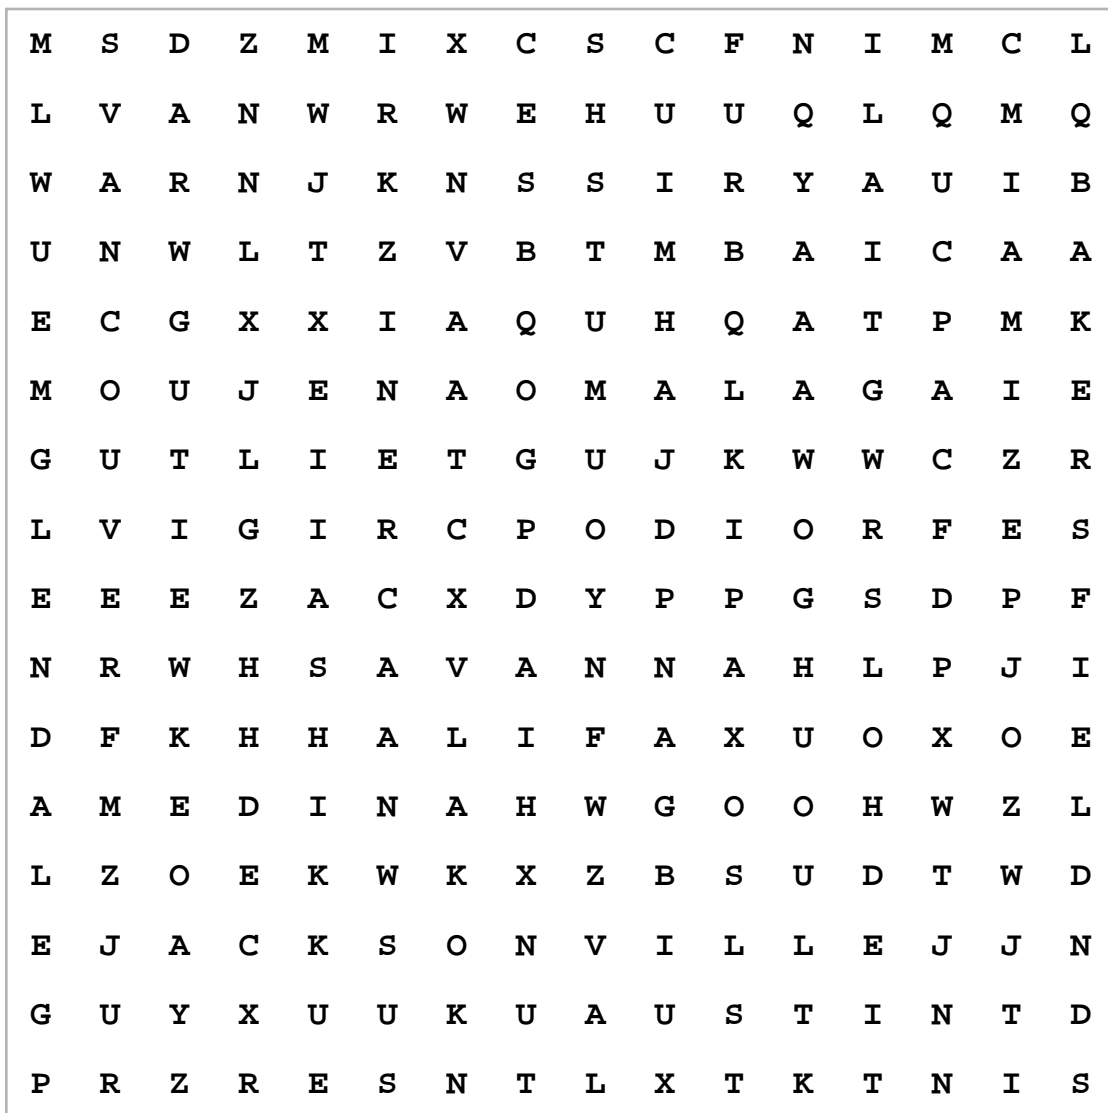 M S D Z M I X C S C F N I M C L
L V A N W R W E H U U Q L Q M Q
W A R N J K N S S I R Y A U I B
U N W L T Z V B T M B A I C A A
E C G X X I A Q U H Q A T P M K
M O U J E N A O M A L A G A I E
G U T L I E T G U J K W W C Z R
L V I G I R C P O D I O R F E S
E E E Z A C X D Y P P G S D P F
N R W H S A V A N N A H L P J I
D F K H H A L I F A X U O X O E
A M E D I N A H W G O O H W Z L
L Z O E K W K X Z B S U D T W D
E J A C K S O N V I L L E J J N
G U Y X U U K U A U S T I N T D
P R Z R E S N T L X T K T N I S